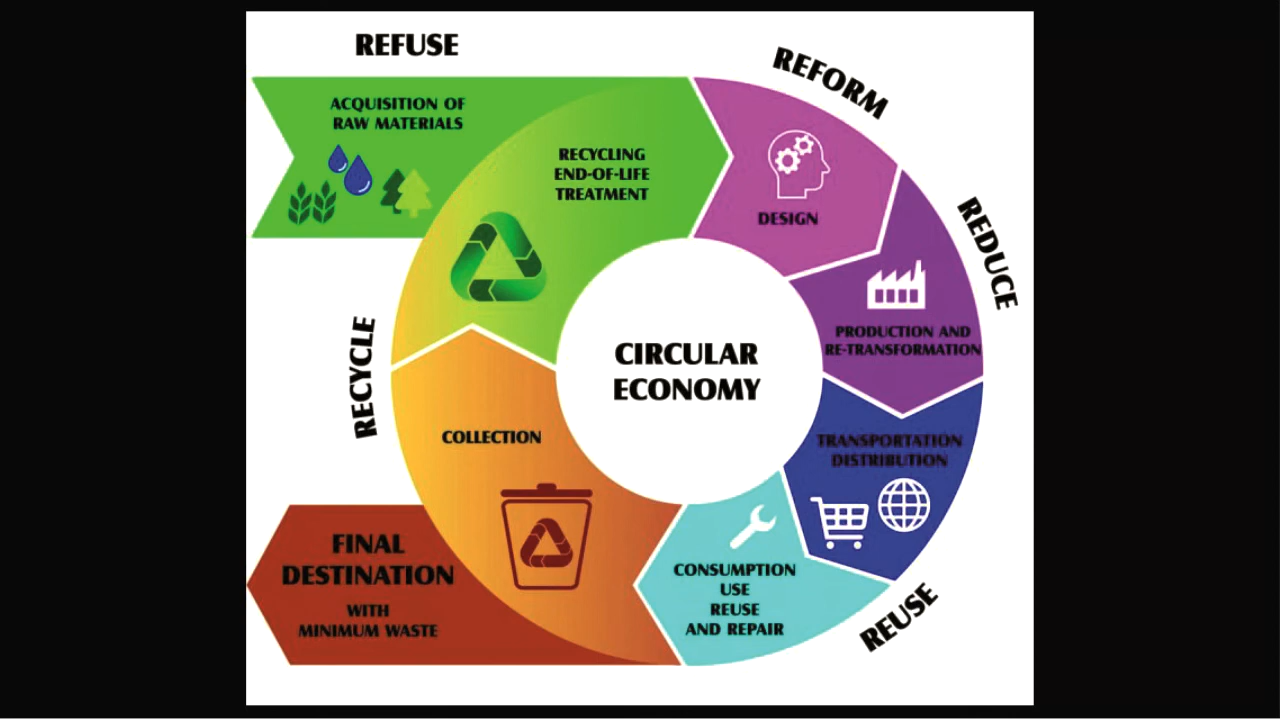 REFUSE
REFORM
ACQUISITION OF
RAW MATERIALS
RECYCLING
END-OF-LIFE
TREATMENT
DESIGN
REDUCE
PRODUCTION AND
RE-TRANSFORMATION
RECYCLE
CIRCULAR
ECONOMY
COLLECTION
TRANSPORTATION
DISTRIBUTION
FINAL
DESTINATION
WITH
MINIMUM WASTE
CONSUMPTION
USE
REUSE
AND REPAIR
REUSE